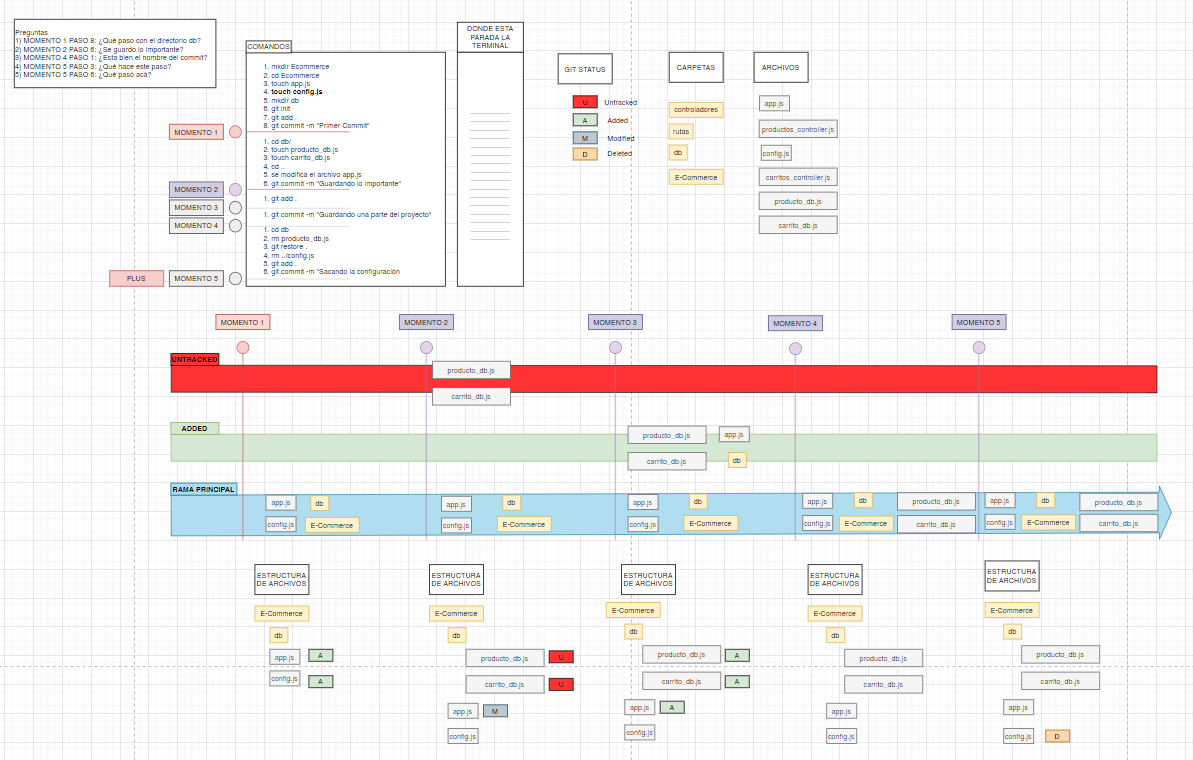 Preguntas
1) MOMENTO 1 PASO 8: ¿Qué paso con el directorio db?
2) MOMENTO 2 PASO 6: ¿Se guardo lo importante?
3) MOMENTO 4 PASO 1: ¿Esta bien el nombre del commit?
4) MOMENTO 5 PASO 3: ¿Qué hace este paso?
5) MOMENTO 5 PASO 6: ¿Qué pasó acá?
COMANDOS
1. mkdir Ecommerce
2. cd Ecommerce
3. touch app.js
4. touch config.js
5. mkdir db
6. git init
7. git add .
8. git commit -m "Primer Commit"
MOMENTO 1
1. cd db/
2. touch producto_db.js
3. touch carrito_db.js
4. cd ..
5. se modifica el archivo app.js
6. git commit -m "Guardando lo importante"
MOMENTO 2
1. git add .
MOMENTO 3
1. git commit -m "Guardando una parte del proyecto"
MOMENTO 4
1. cd db
2. rm producto_db.js
3. git restore .
4. rm ../config.js
5. git add .
6. git commit -m "Sacando la configuración
PLUS
MOMENTO 5
DONDE ESTA
PARADA LA
TERMINAL
GIT STATUS
U Untracked
A Added
M Modified
D Deleted
CARPETAS
controladores
rutas
db
E-Commerce
ARCHIVOS
app.js
productos_controller.js
config.js
carritos_controller.js
producto_db.js
carrito_db.js
MOMENTO 1 MOMENTO 2 MOMENTO 3 MOMENTO 4 MOMENTO 5
UNTRACKED
producto_db.js
carrito_db.js
ADDED
producto_db.js app.js
carrito_db.js db
RAMA PRINCIPAL
app.js db app.js db app.js db app.js db producto_db.js app.js db producto_db.js
config.js E-Commerce config.js E-Commerce config.js E-Commerce config.js E-Commerce carrito_db.js config.js E-Commerce carrito_db.js
ESTRUCTURA
DE ARCHIVOS
E-Commerce
db
app.js A
config.js A
ESTRUCTURA
DE ARCHIVOS
E-Commerce
db
producto_db.js U
carrito_db.js U
app.js M
config.js
ESTRUCTURA
DE ARCHIVOS
E-Commerce
db
producto_db.js A
carrito_db.js A
app.js A
config.js
ESTRUCTURA
DE ARCHIVOS
E-Commerce
db
producto_db.js
carrito_db.js
app.js
config.js
ESTRUCTURA
DE ARCHIVOS
E-Commerce
db
producto_db.js
carrito_db.js
app.js
config.js D